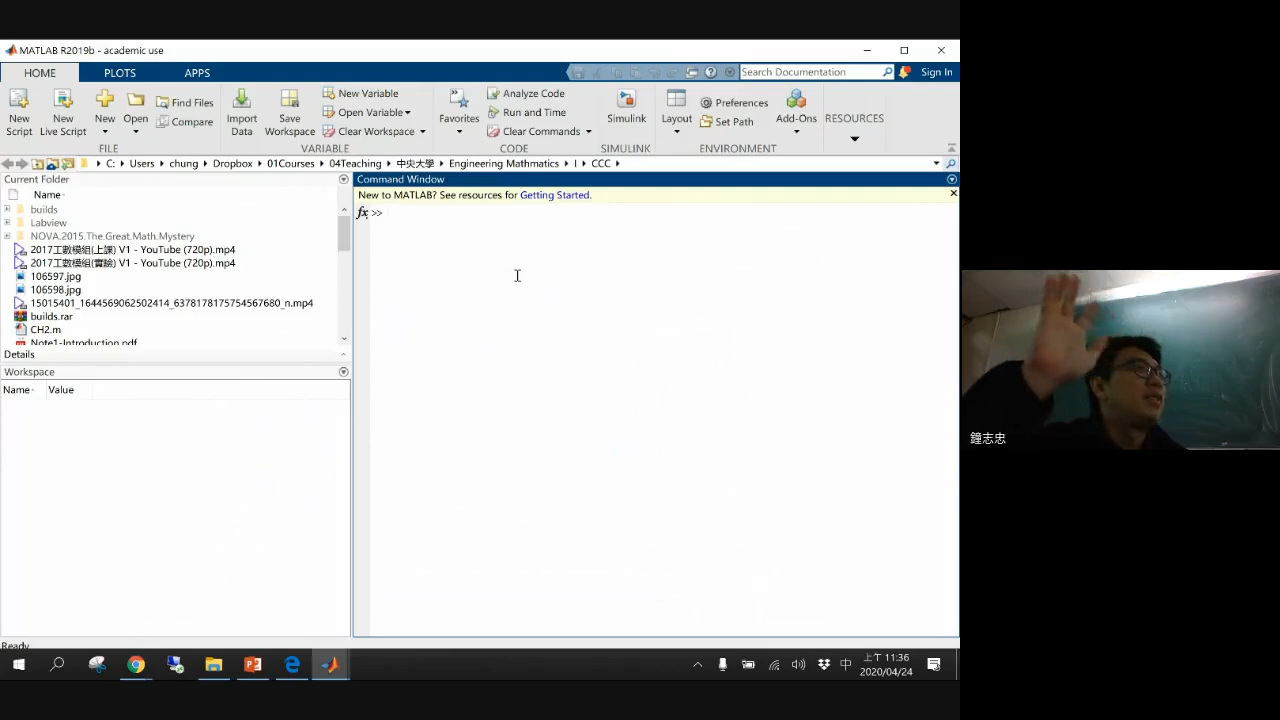 MATLAB R2019b - academic use
HOME PLOTS APPS
Search Documentation
Sign In
New Script
New Live Script
New
Open
Find Files
Compare
Import Data
Save Workspace
New Variable
Open Variable
Clear Workspace
Favorites
Analyze Code
Run and Time
Clear Commands
Simulink
Layout
Preferences
Set Path
Add-Ons
RESOURCES
FILE VARIABLE CODE SIMULINK ENVIRONMENT
C: Users chung Dropbox 01Courses 04Teaching 中央大學 Engineering Mathmatics I CCC
Current Folder
Name
builds
Labview
NOVA.2015.The.Great.Math.Mystery
2017工數模組(上課) V1 - YouTube (720p).mp4
2017工數模組(實驗) V1 - YouTube (720p).mp4
106597.jpg
106598.jpg
15015401_1644569062502414_6378178175754567680_n.mp4
builds.rar
CH2.m
Note1-Introduction.pdf
Details
Workspace
Name Value
Command Window
New to MATLAB? See resources for Getting Started.
fx >>
Ready
中
上午 11:36
2020/04/24
鐘志忠